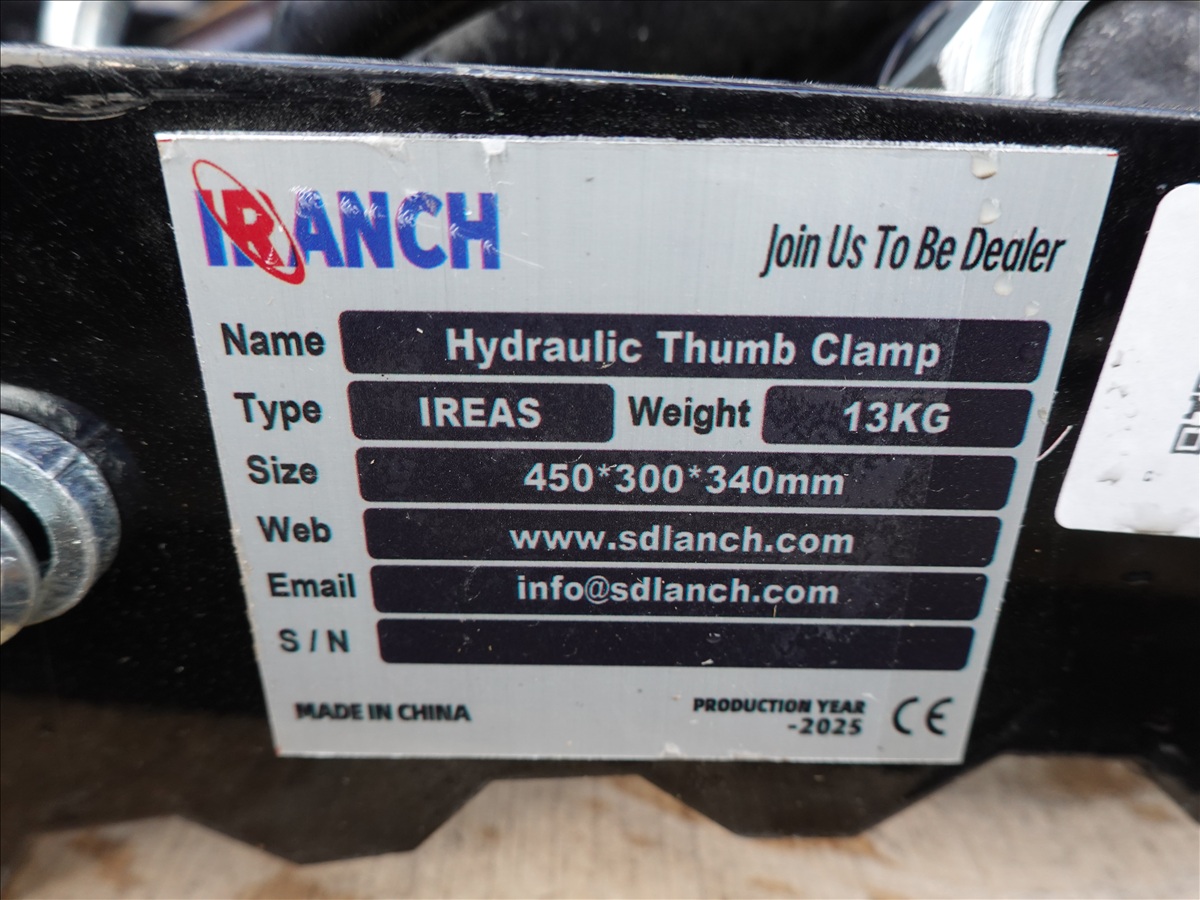 IRANCH
Join Us To Be Dealer
Name Hydraulic Thumb Clamp
Type IREAS Weight 13KG
Size 450*300*340mm
Web www.sdlanch.com
Email info@sdlanch.com
S / N
MADE IN CHINA
PRODUCTION YEAR
-2025
CE